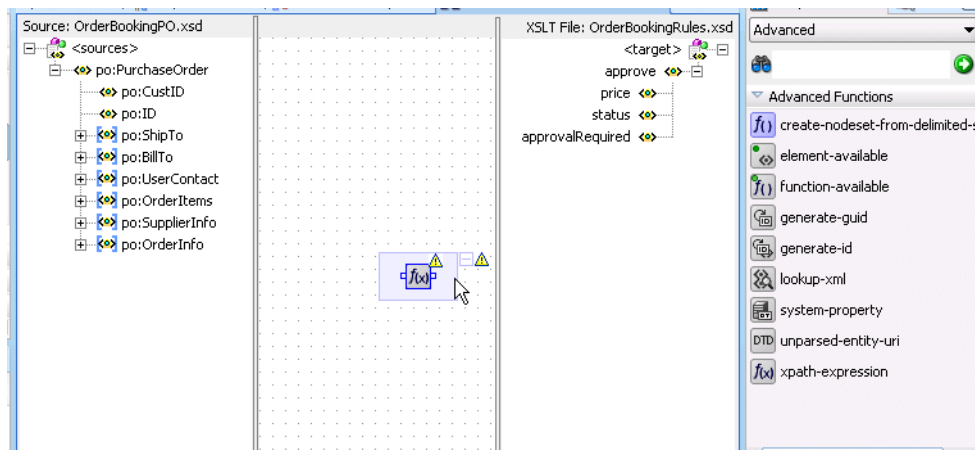 Source: OrderBookingPO.xsd
<sources>
po:PurchaseOrder
po:CustID
po:ID
po:ShipTo
po:BillTo
po:UserContact
po:OrderItems
po:SupplierInfo
po:OrderInfo
f(x)
XSLT File: OrderBookingRules.xsd
<target>
approve
price
status
approvalRequired
Advanced
Advanced Functions
f() create-nodeset-from-delimited-s
element-available
f() function-available
generate-guid
generate-id
lookup-xml
system-property
DTD unparsed-entity-uri
f(x) xpath-expression